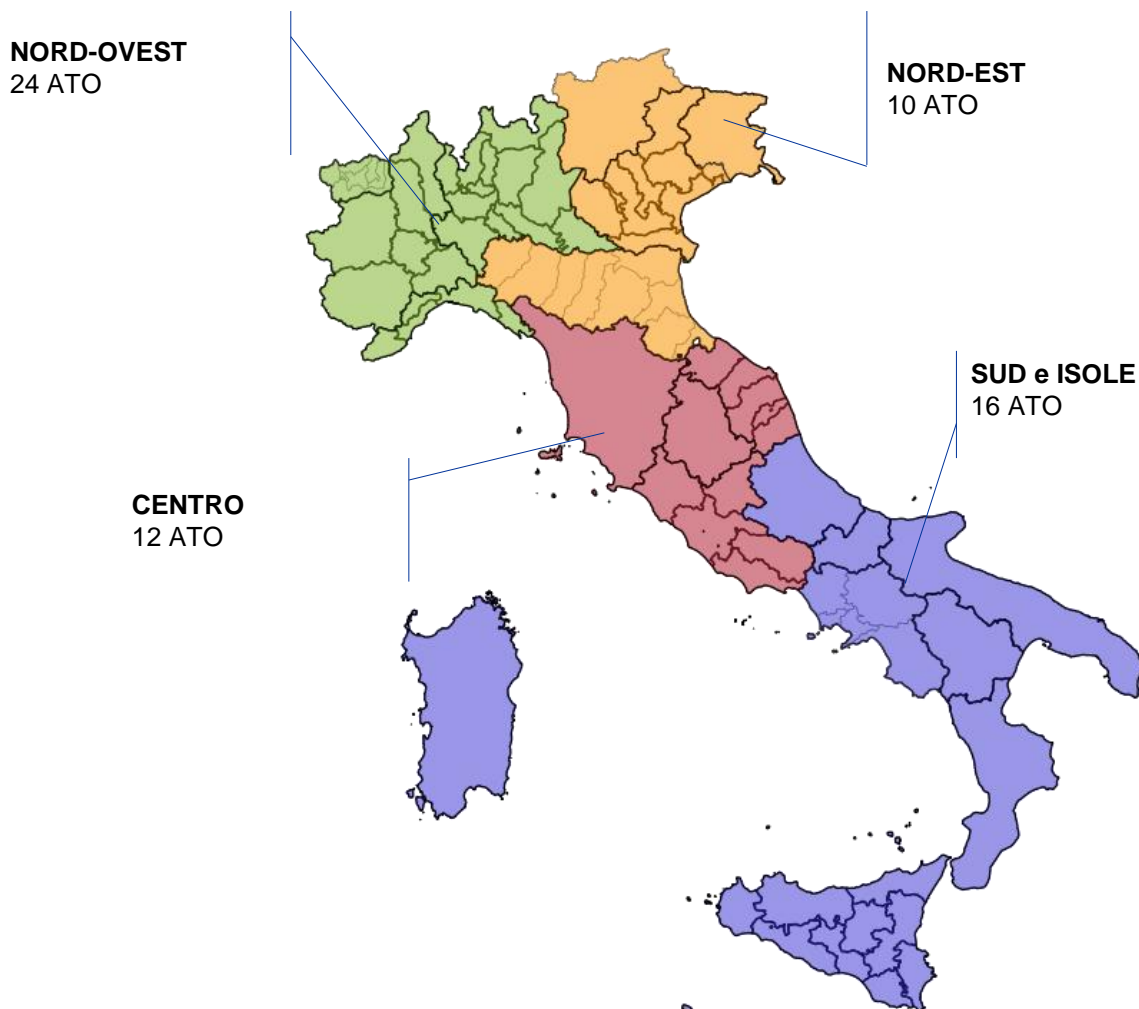 NORD-OVEST
24 ATO
NORD-EST
10 ATO
SUD e ISOLE
16 ATO
CENTRO
12 ATO